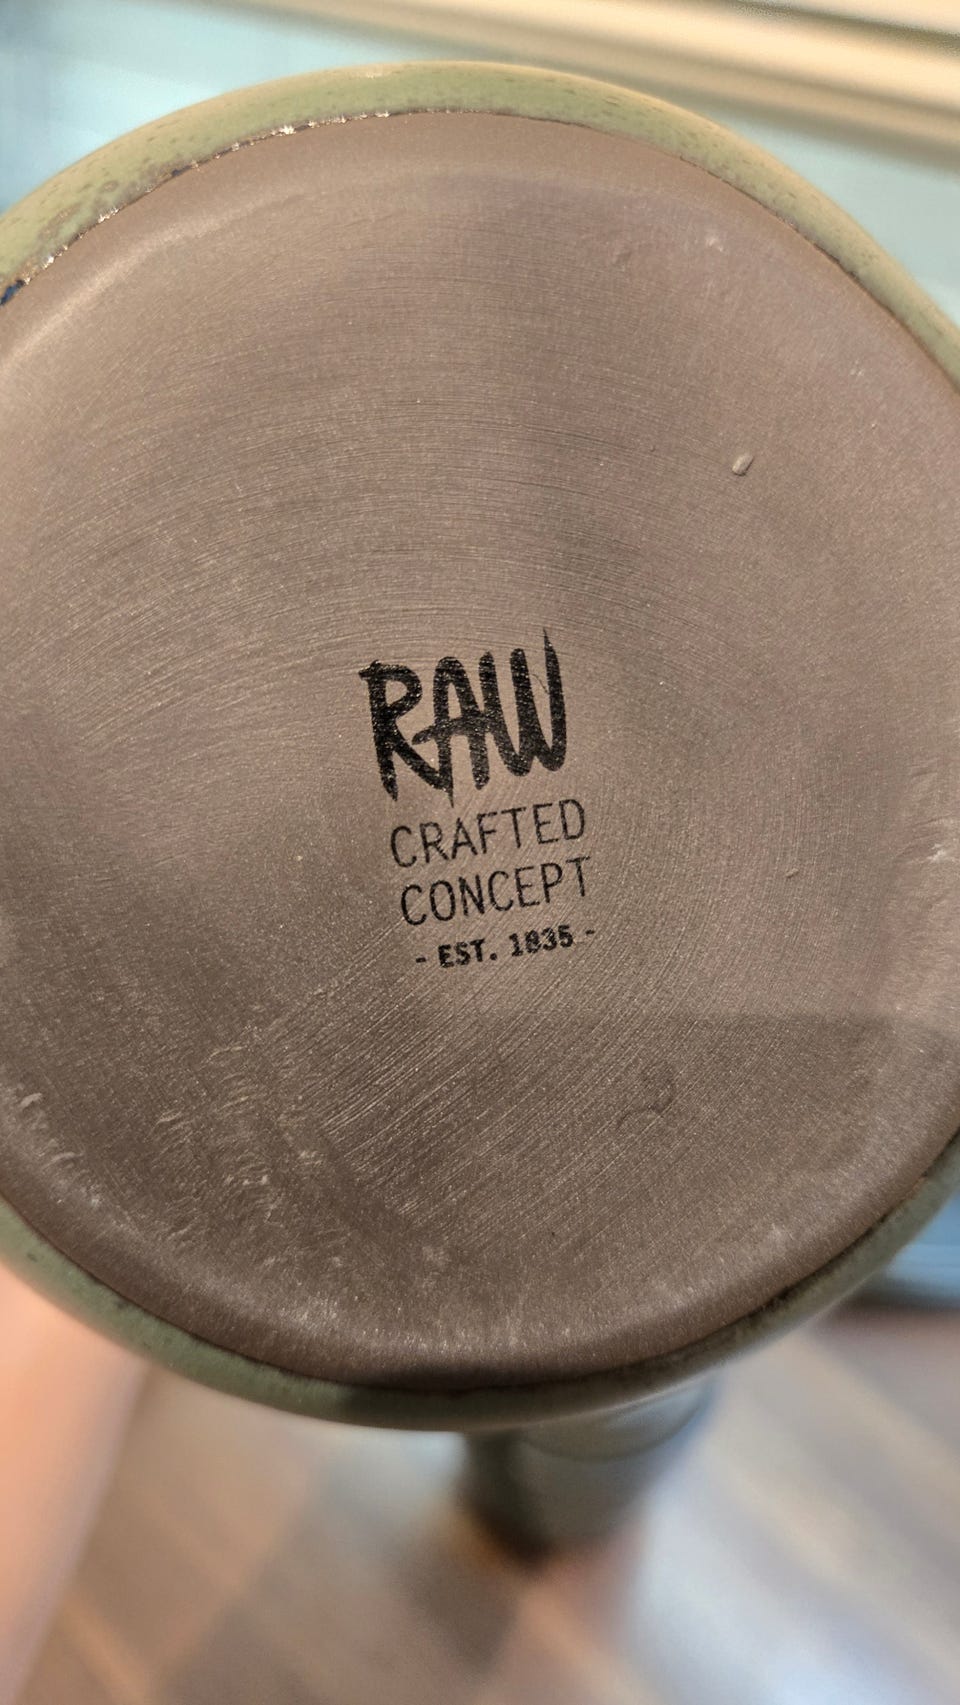 RAW
CRAFTED
CONCEPT
- EST. 1835 -